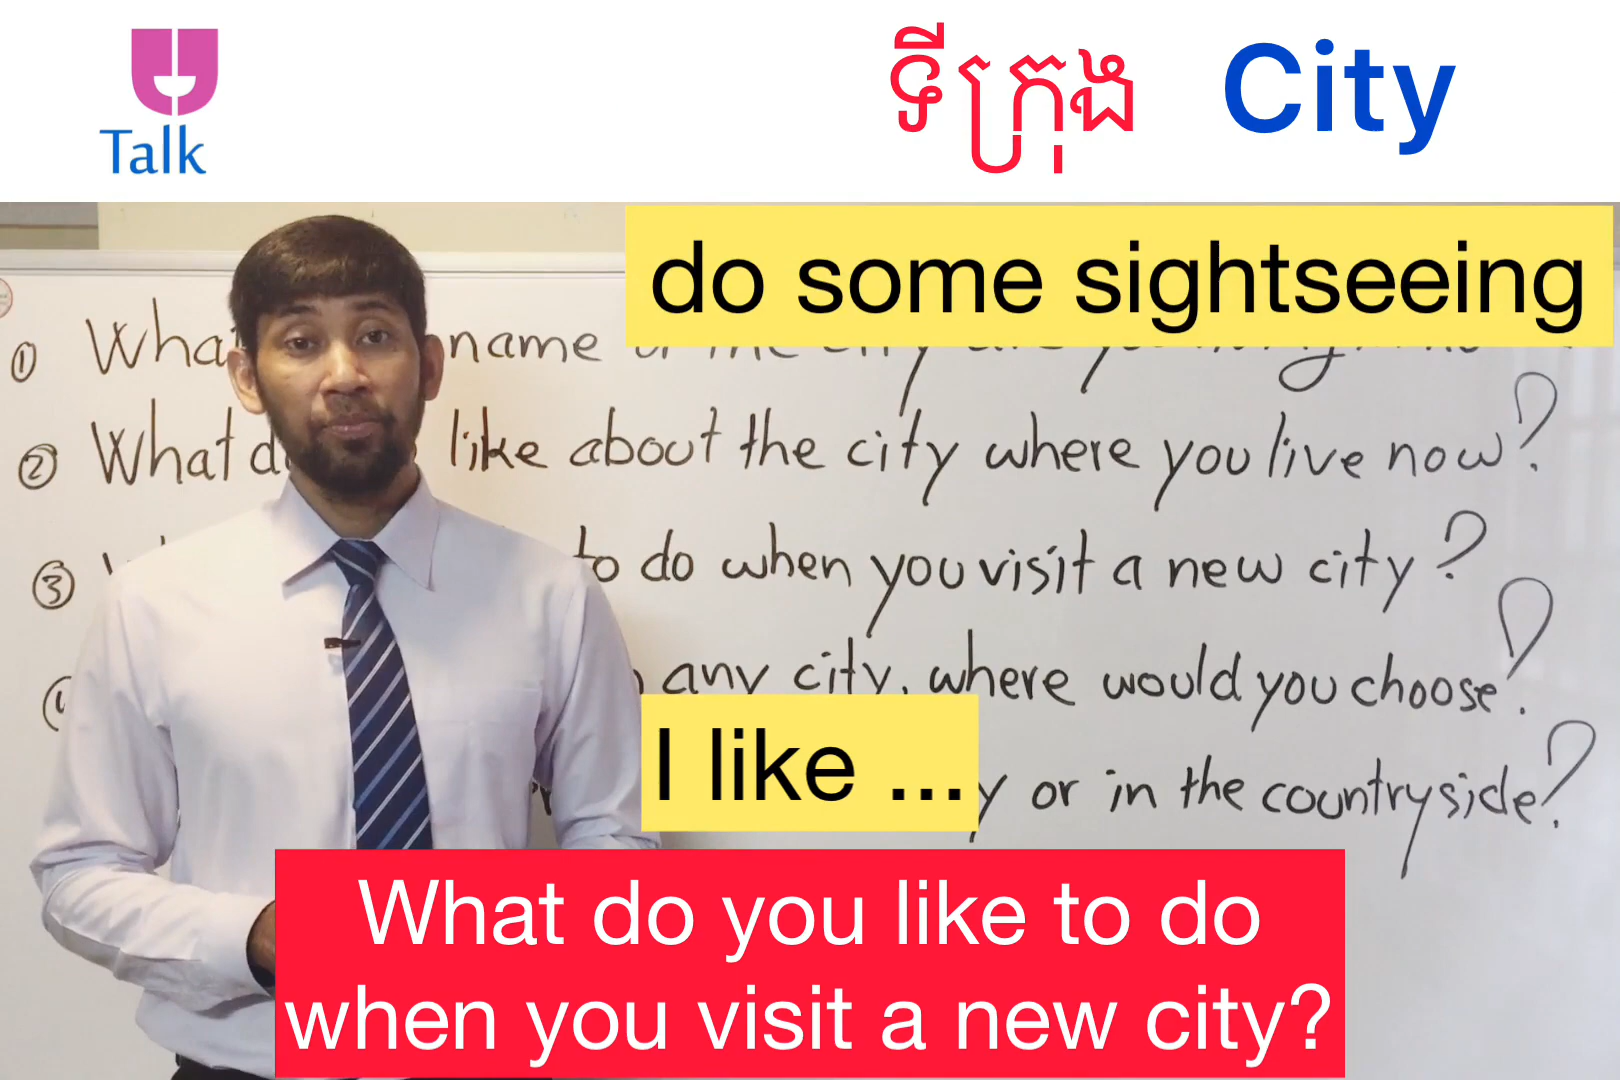 Talk
ទីក្រុង City
do some sightseeing
① name
② What like about the city where you live now?
③ to do when you visit a new city?
any city, where would you choose?
I like ...
or in the countryside?
What do you like to do
when you visit a new city?